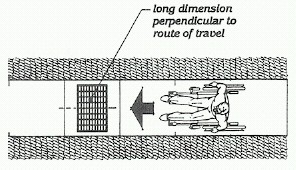 long dimension
perpendicular to
route of travel